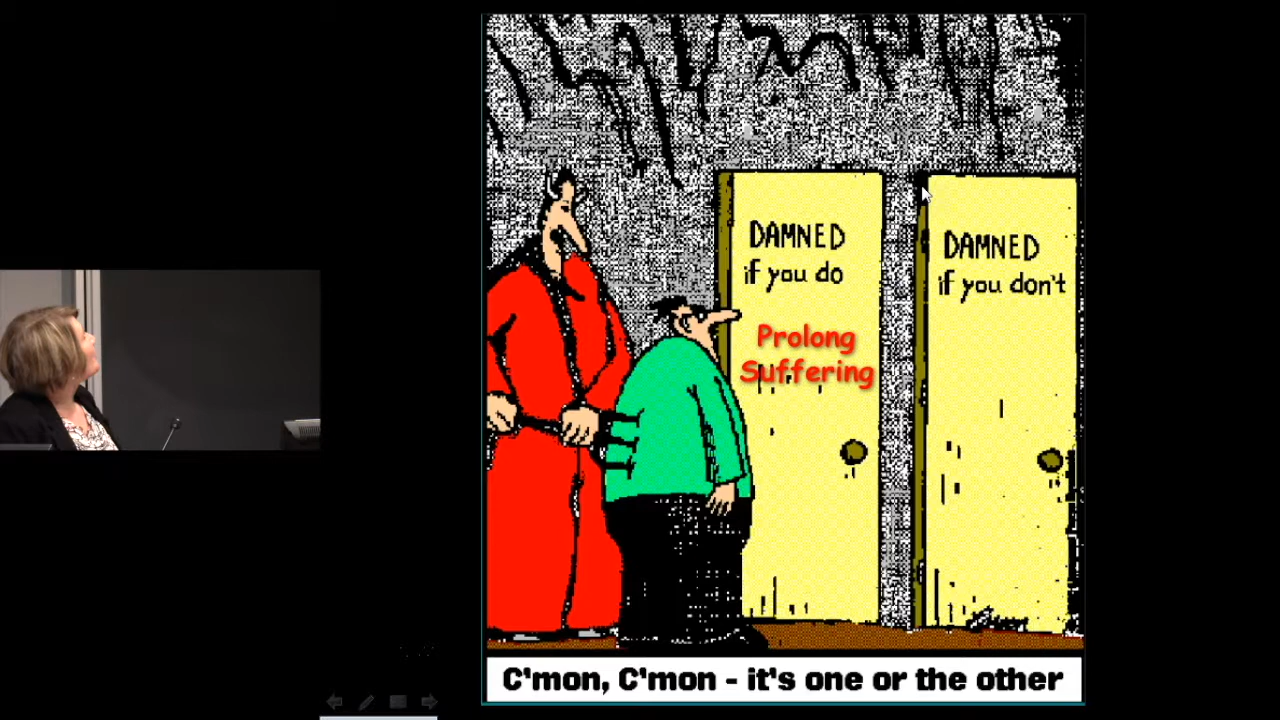 DAMNED
if you do
Prolong
Suffering
DAMNED
if you don't
C'mon, C'mon - it's one or the other